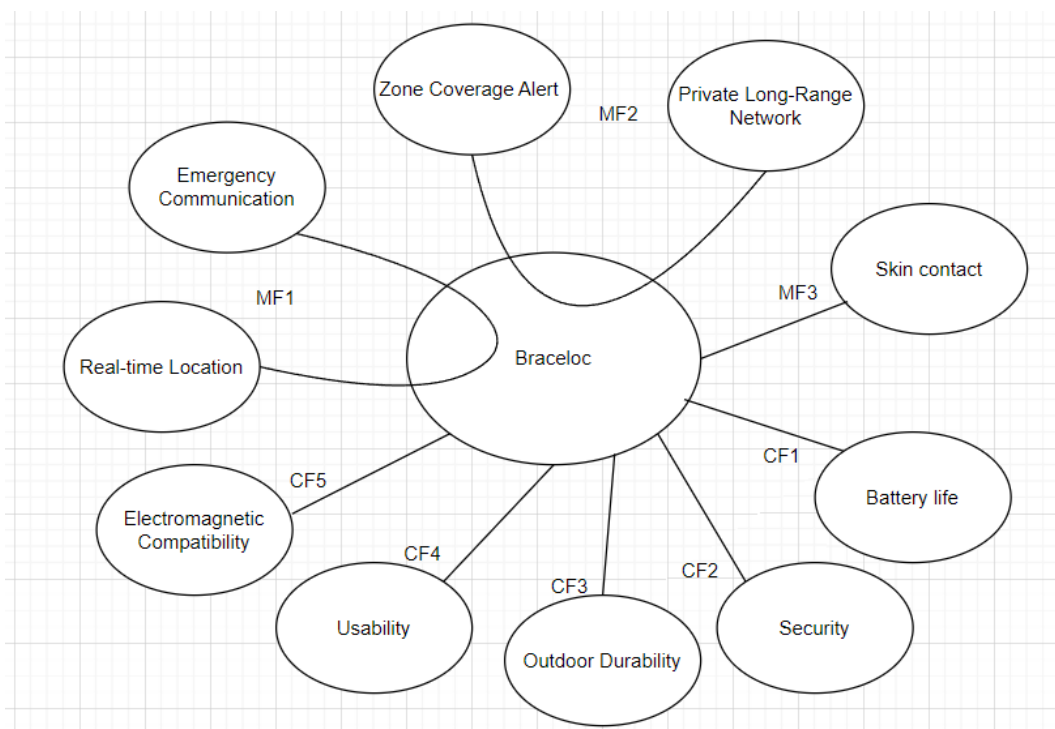 Zone Coverage Alert
MF2
Private Long-Range
Network
Emergency
Communication
Skin contact
MF3
MF1
Braceloc
Real-time Location
CF1
CF5
Battery life
Electromagnetic
Compatibility
CF4
CF2
CF3
Usability
Security
Outdoor Durability